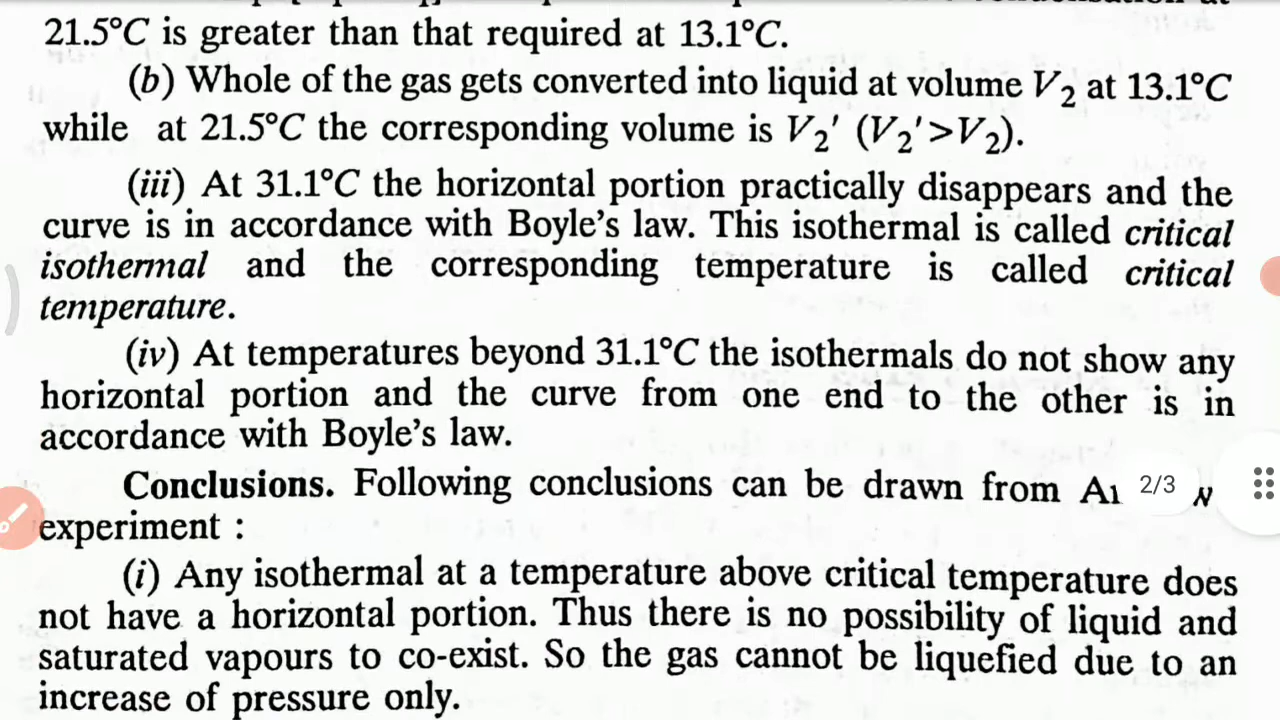 21.5°C is greater than that required at 13.1°C.
(b) Whole of the gas gets converted into liquid at volume V₂ at 13.1°C
while at 21.5°C the corresponding volume is V₂′ (V₂′>V₂).
(iii) At 31.1°C the horizontal portion practically disappears and the
curve is in accordance with Boyle's law. This isothermal is called critical
isothermal and the corresponding temperature is called critical
temperature.
(iv) At temperatures beyond 31.1°C the isothermals do not show any
horizontal portion and the curve from one end to the other is in
accordance with Boyle's law.
Conclusions. Following conclusions can be drawn from
2/3
experiment :
(i) Any isothermal at a temperature above critical temperature does
not have a horizontal portion. Thus there is no possibility of liquid and
saturated vapours to co-exist. So the gas cannot be liquefied due to an
increase of pressure only.